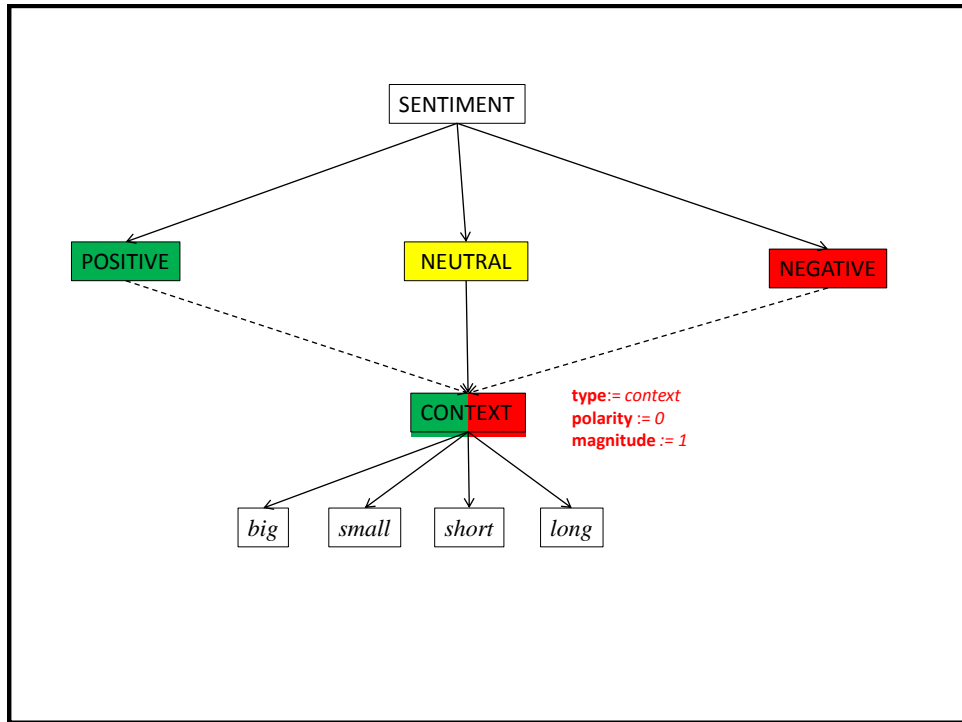 SENTIMENT
POSITIVE
NEUTRAL
NEGATIVE
CONTEXT
type:= context
polarity := 0
magnitude := 1
big
small
short
long